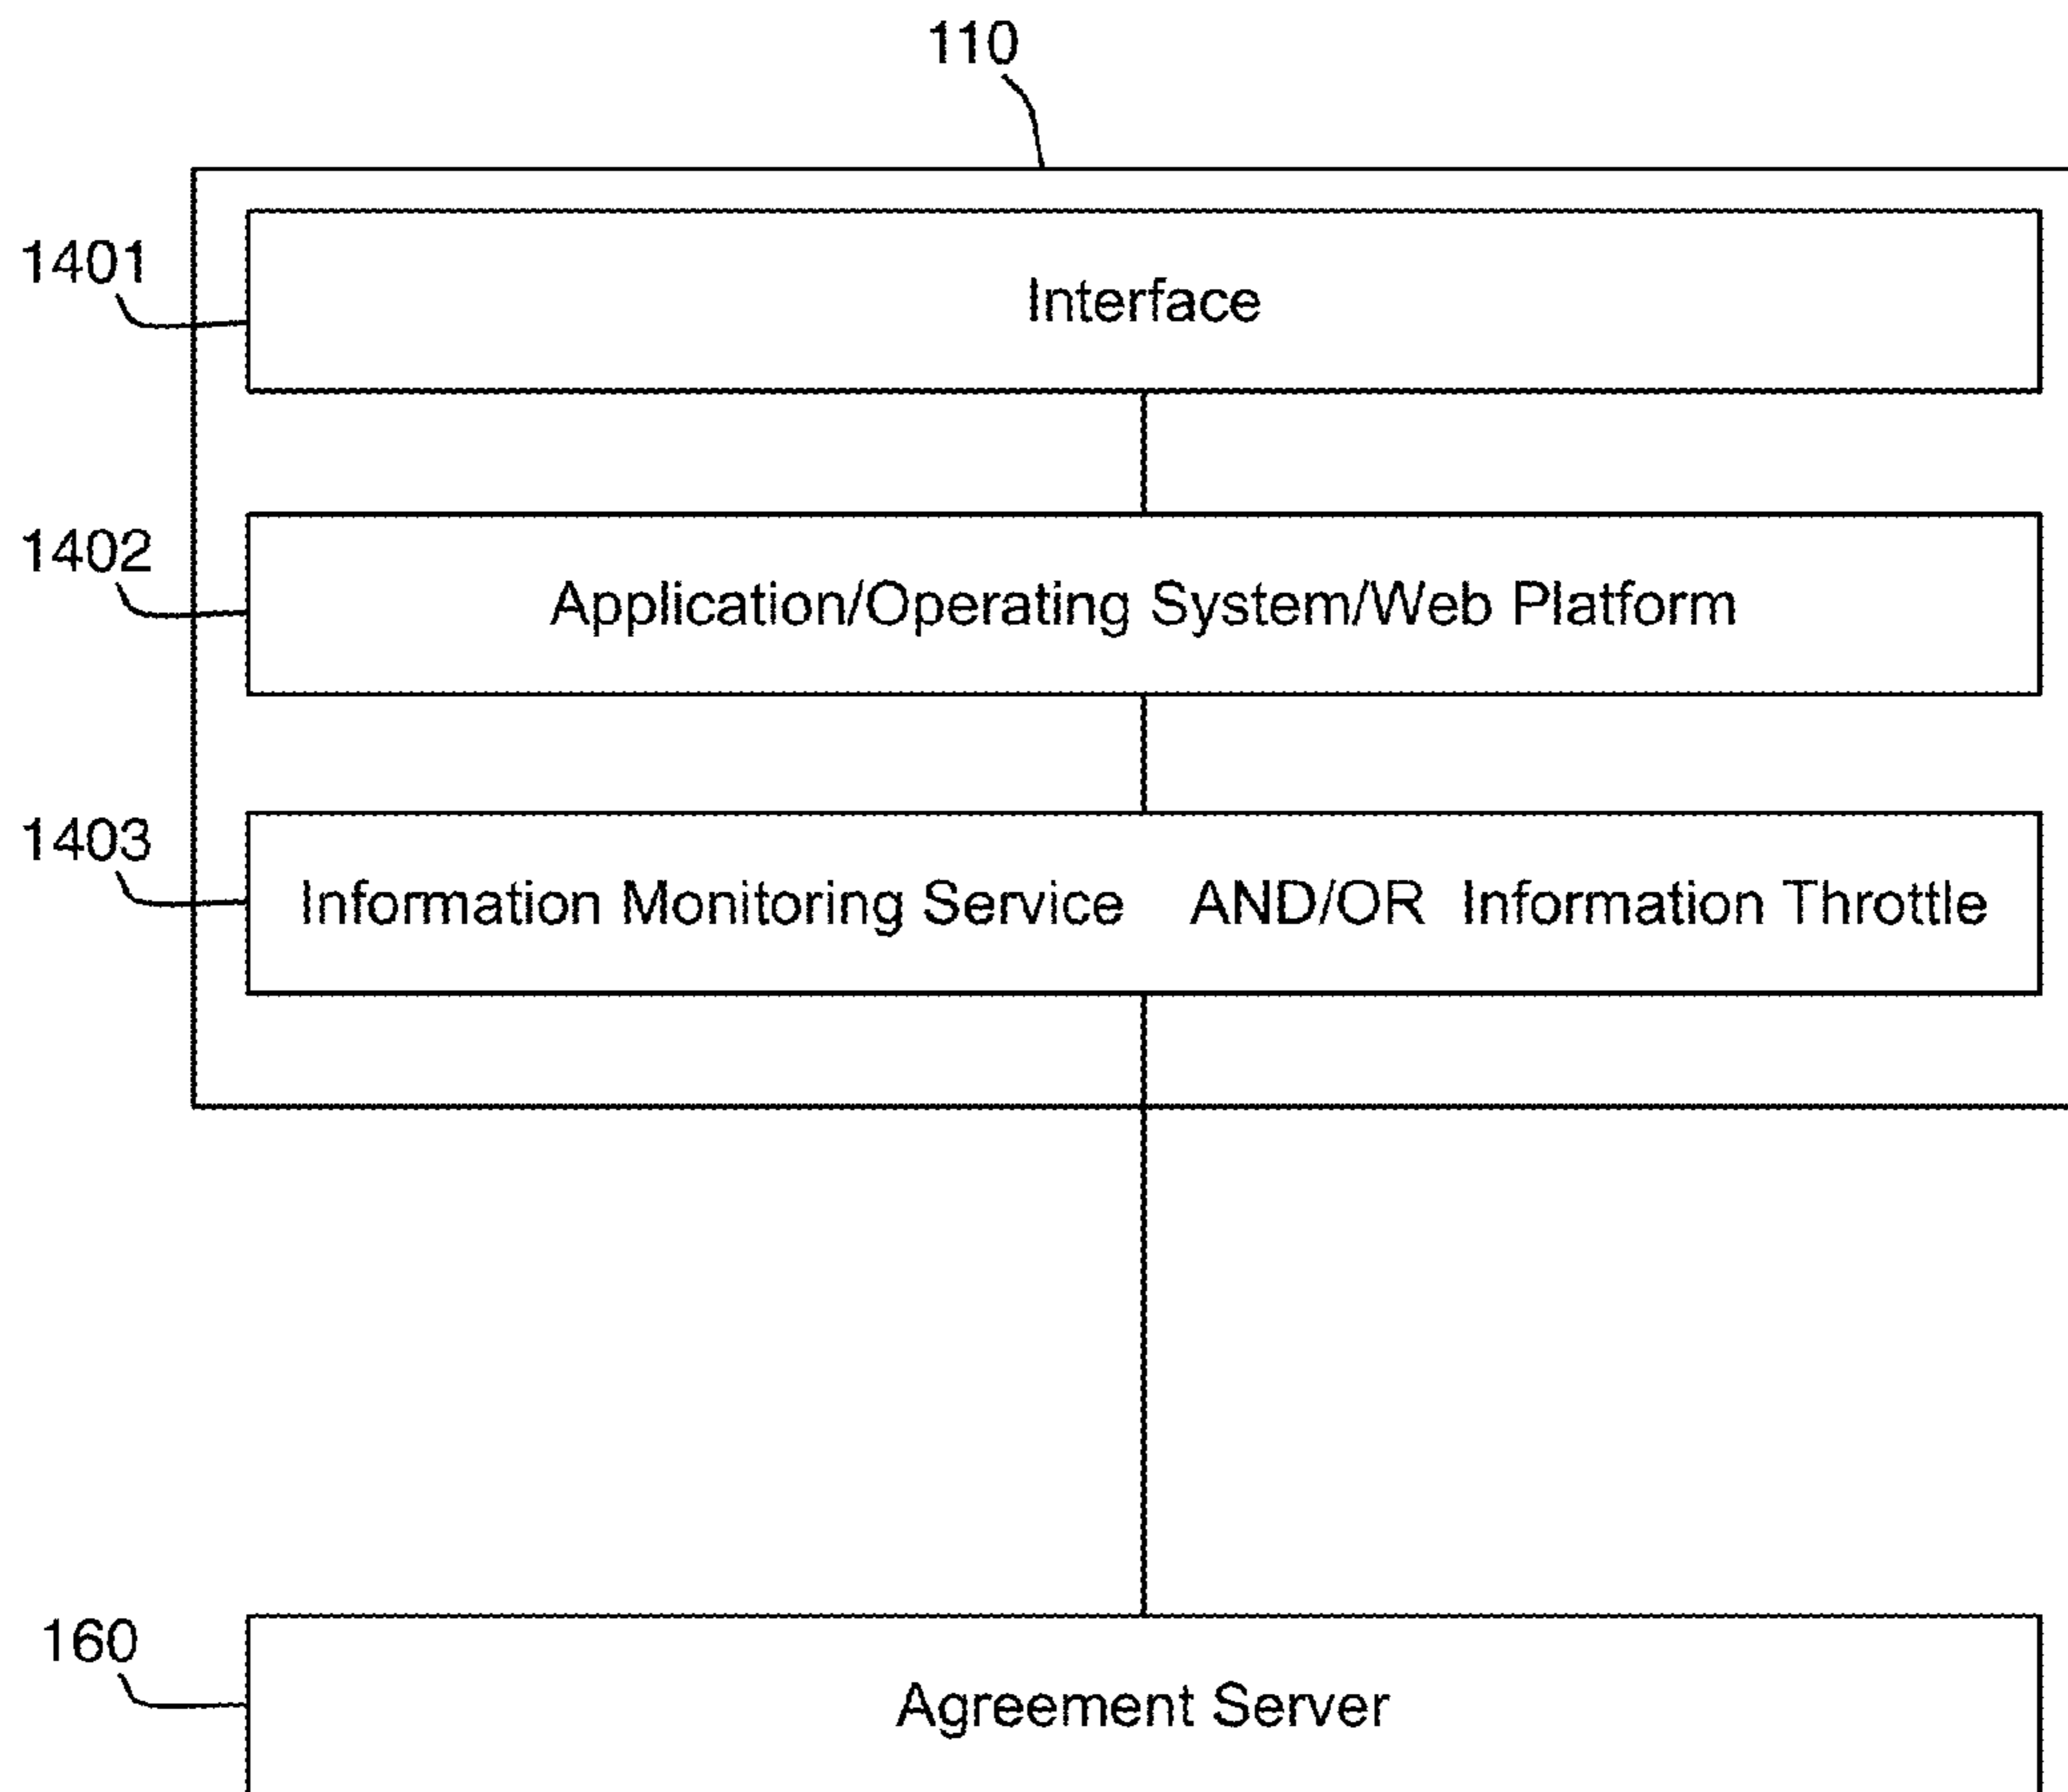 110
1401
Interface
1402
Application/Operating System/Web Platform
1403
Information Monitoring Service AND/OR Information Throttle
160
Agreement Server